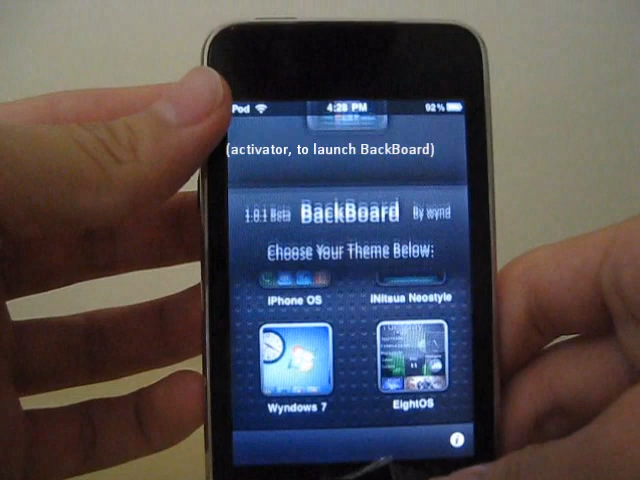 Pod 4:28 PM 92%
(activator, to launch BackBoard)
1.0.1 Beta BackBoard By wynd
Choose Your Theme Below:
iPhone OS iNitsua Neostyle
Wyndows 7 EightOS
i